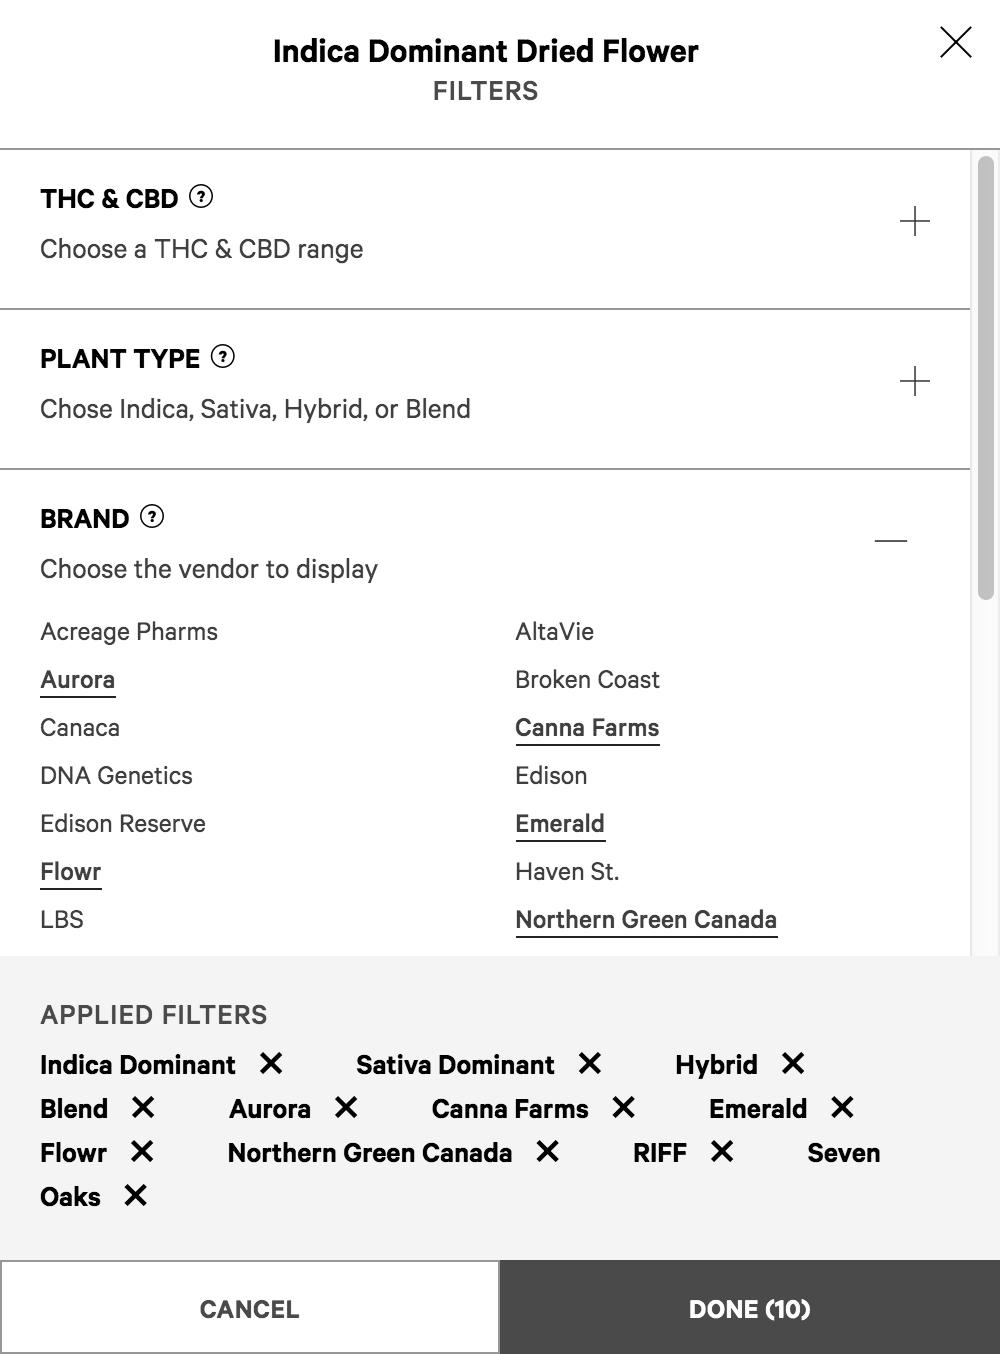 Indica Dominant Dried Flower
FILTERS
THC & CBD ?
Choose a THC & CBD range
PLANT TYPE ?
Chose Indica, Sativa, Hybrid, or Blend
BRAND ?
Choose the vendor to display
Acreage Pharms AltaVie
Aurora Broken Coast
Canaca Canna Farms
DNA Genetics Edison
Edison Reserve Emerald
Flowr Haven St.
LBS Northern Green Canada
APPLIED FILTERS
Indica Dominant ✕ Sativa Dominant ✕ Hybrid ✕
Blend ✕ Aurora ✕ Canna Farms ✕ Emerald ✕
Flowr ✕ Northern Green Canada ✕ RIFF ✕ Seven
Oaks ✕
CANCEL DONE (10)